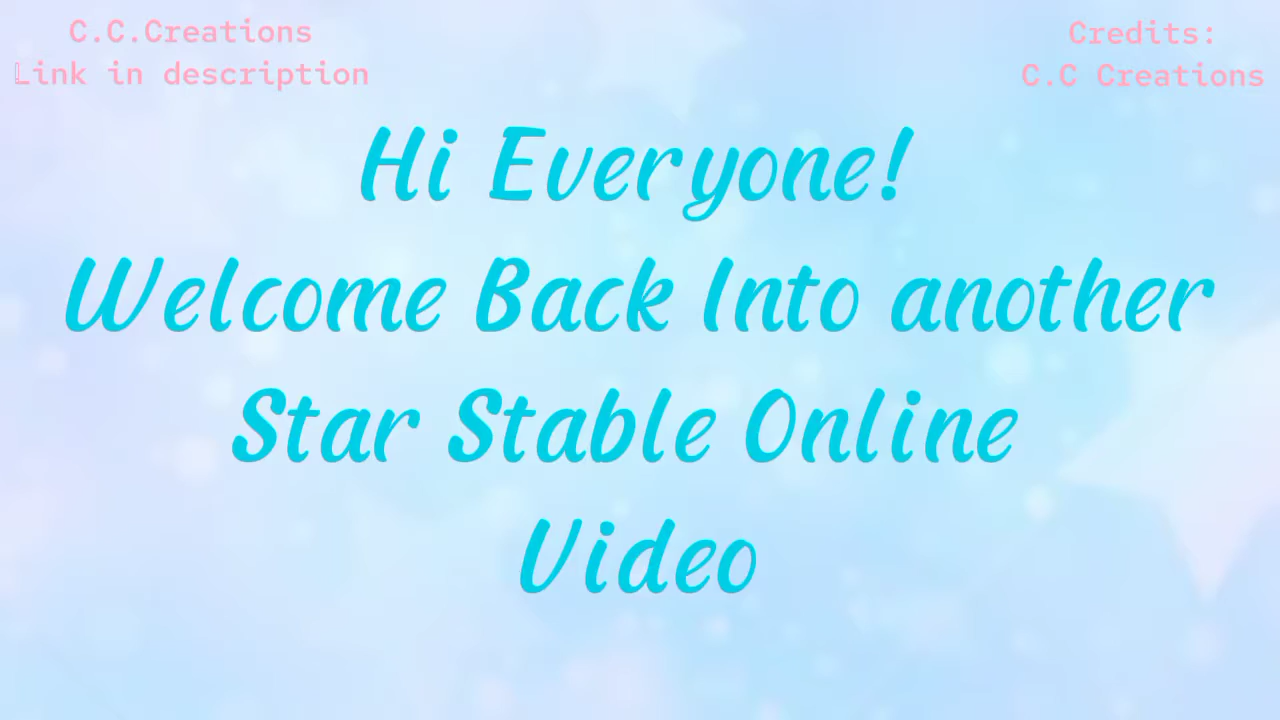 C.C.Creations
Link in description
Credits:
C.C Creations
Hi Everyone!
Welcome Back Into another
Star Stable Online
Video